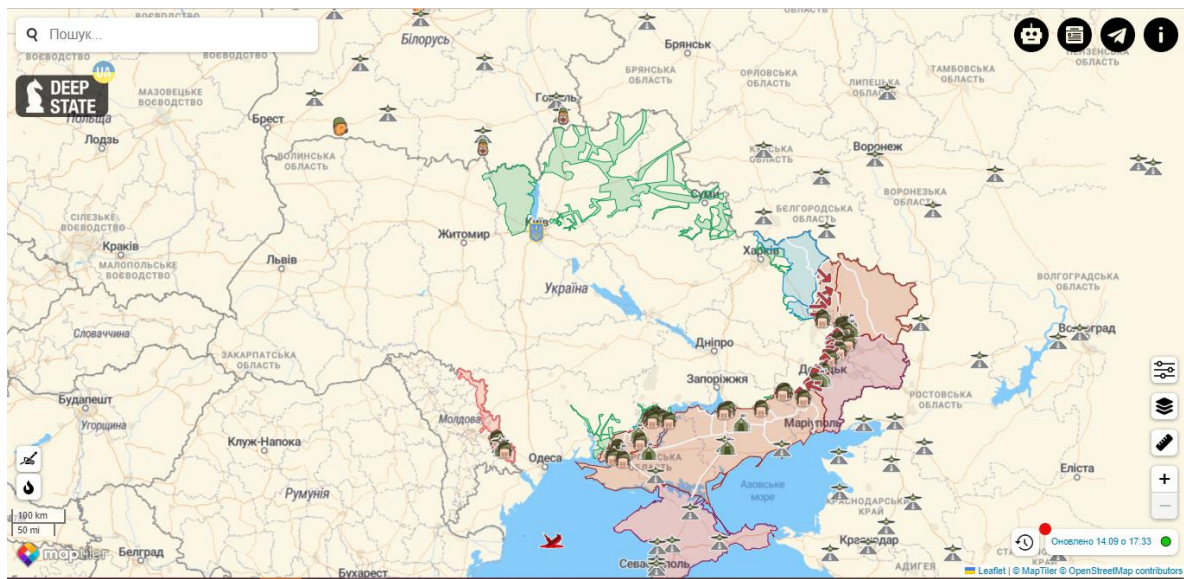 Пошук...
DEEP
STATE
UA
Білорусь
Брянськ
БРЯНСЬКА
ОБЛАСТЬ
ОРЛОВСЬКА
ОБЛАСТЬ
ТАМБОВСЬКА
ОБЛАСТЬ
МАЗОВЕЦЬКЕ
ВОЄВОДСТВО
Польща
Лодзь
Брест
Гомель
ВОЛИНСЬКА
ОБЛАСТЬ
Воронеж
ВОРОНЕЗЬКА
ОБЛАСТЬ
Суми
БЄЛГОРОДСЬКА
ОБЛАСТЬ
СІЛЕЗЬКЕ
ВОЄВОДСТВО
Краків
МАЛОПОЛЬСЬКЕ
ВОЄВОДСТВО
Київ
Житомир
Львів
Харків
Україна
ВОЛГОГРАДСЬКА
ОБЛАСТЬ
Волгоград
Словаччина
ЗАКАРПАТСЬКА
ОБЛАСТЬ
Дніпро
Донецьк
Запоріжжя
РОСТОВСЬКА
ОБЛАСТЬ
Будапешт
Угорщина
Молдова
Маріуполь
Клуж-Напока
Одеса
ОБЛАСТЬ
Азовське
море
Еліста
Румунія
КРАСНОДАРСЬКИЙ
КРАЙ
100 km
50 mi
maptiler
Белград
Бухарест
Севастополь
Краснодар
АДИГЕЯ
Оновлено 14.09 о 17:33
Leaflet | © MapTiler © OpenStreetMap contributors